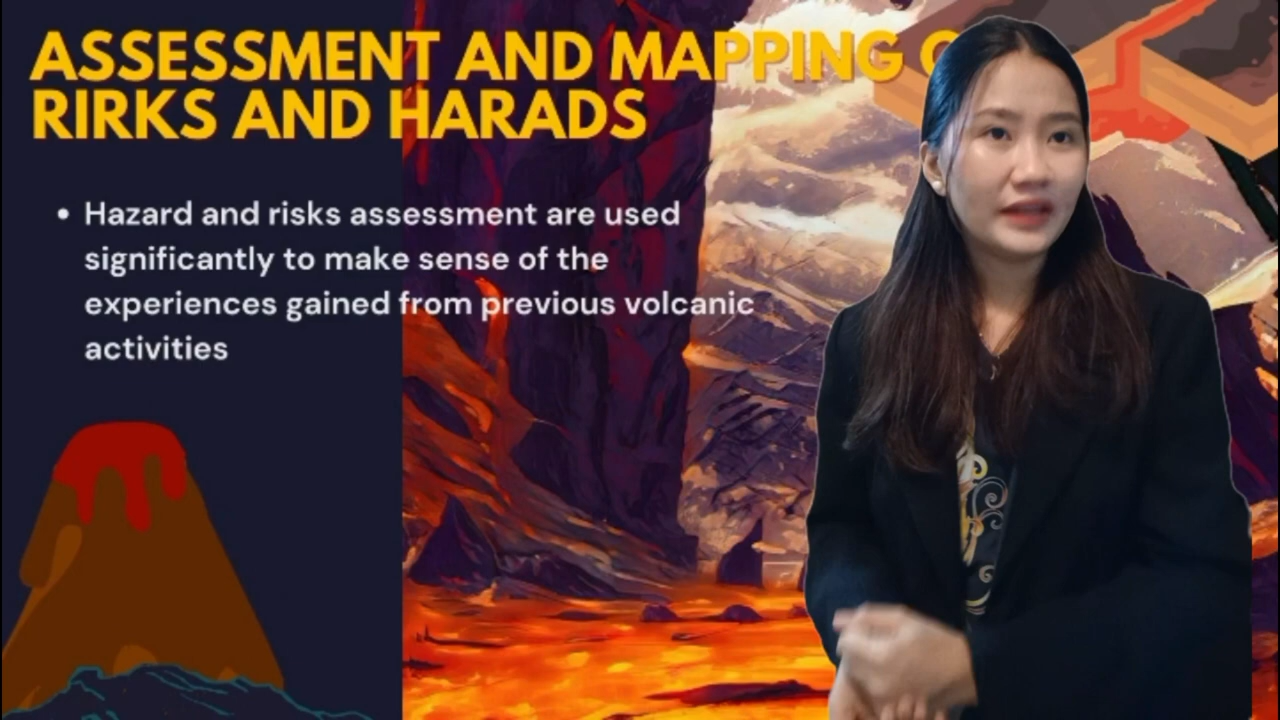 ASSESSMENT AND MAPPING
RIRKS AND HARADS
• Hazard and risks assessment are used
significantly to make sense of the
experiences gained from previous volcanic
activities